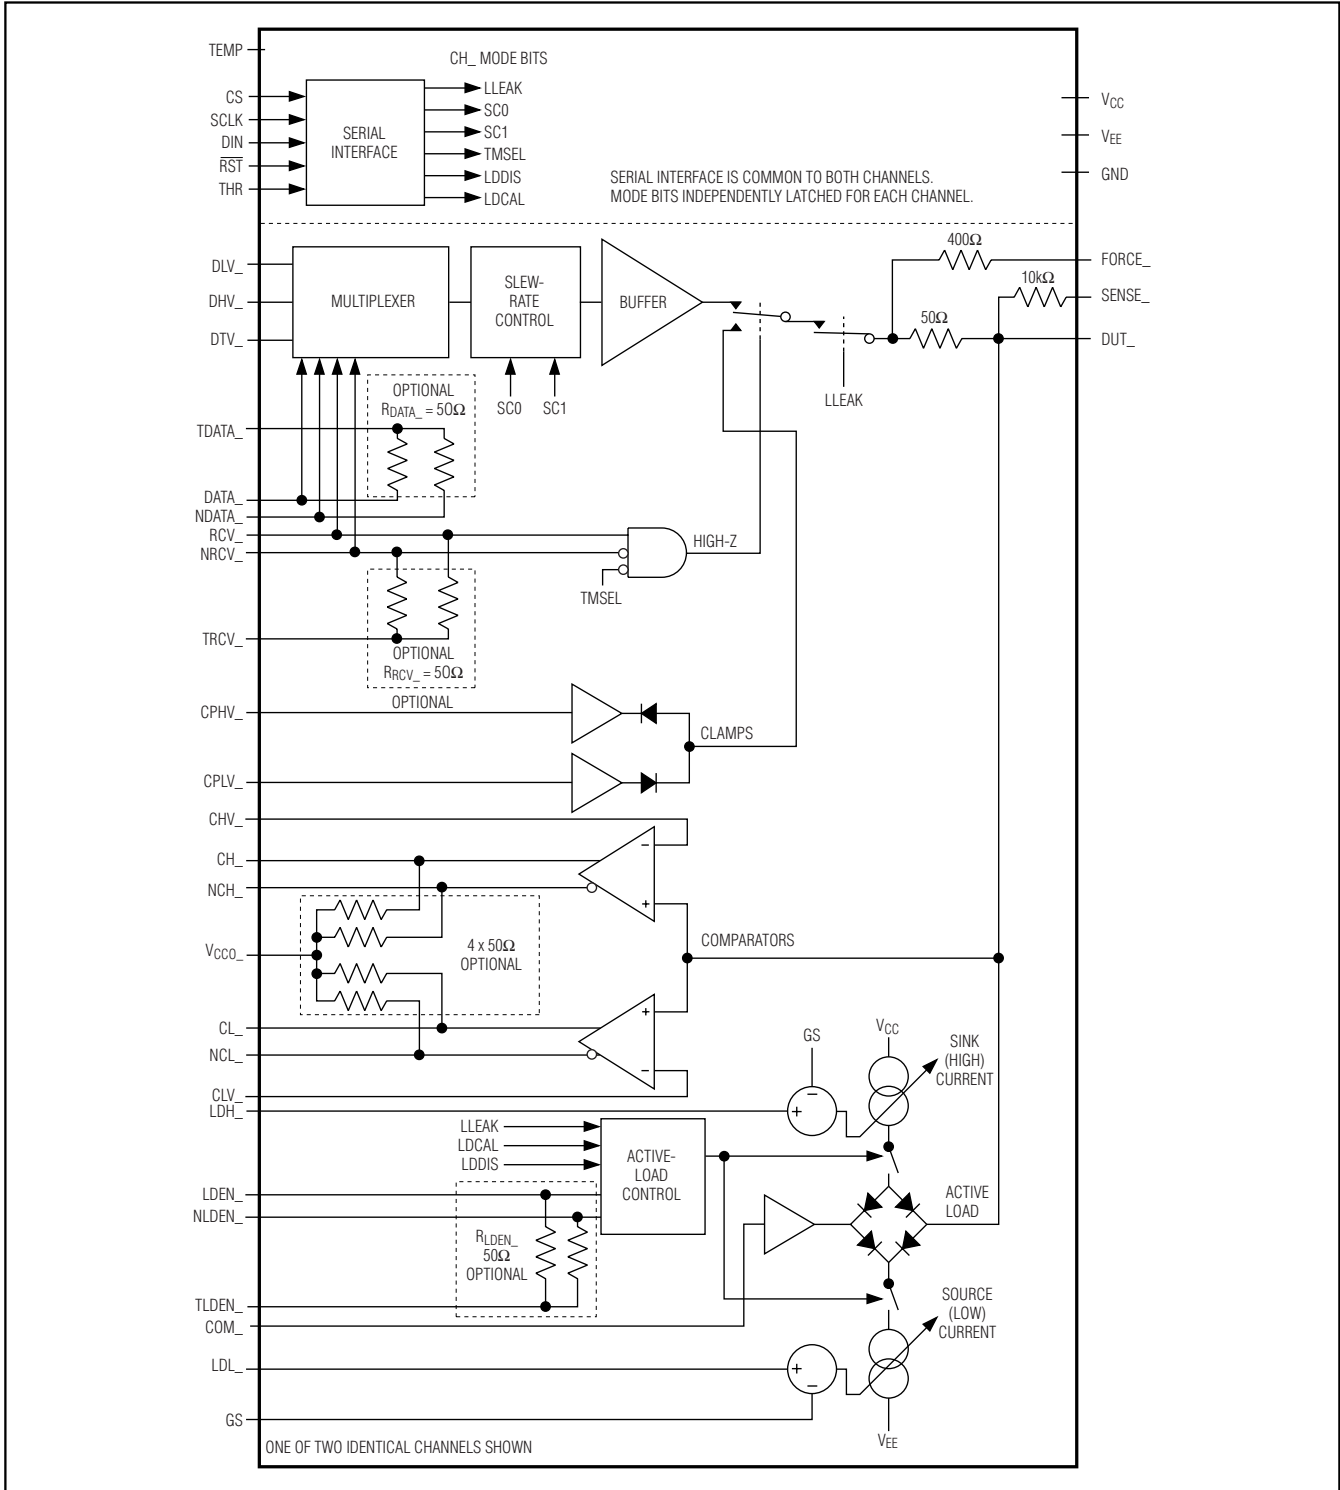 TEMP
CS
SCLK
DIN
RST
THR
CH_ MODE BITS
SERIAL
INTERFACE
LLEAK
SC0
SC1
TMSEL
LDDIS
LDCAL
SERIAL INTERFACE IS COMMON TO BOTH CHANNELS.
MODE BITS INDEPENDENTLY LATCHED FOR EACH CHANNEL.
VCC
VEE
GND
DLV_
DHV_
DTV_
MULTIPLEXER
SLEW-
RATE
CONTROL
BUFFER
400Ω
FORCE_
10kΩ
SENSE_
50Ω
DUT_
LLEAK
SC0
SC1
OPTIONAL
RDATA_ = 50Ω
TDATA_
DATA_
NDATA_
RCV_
NRCV_
HIGH-Z
TMSEL
TRCV_
OPTIONAL
RRCV_ = 50Ω
OPTIONAL
CPHV_
CLAMPS
CPLV_
CHV_
CH_
NCH_
−
+
VCCO_
4 x 50Ω
OPTIONAL
COMPARATORS
CL_
NCL_
+
−
CLV_
LDH_
GS
−
+
VCC
SINK
(HIGH)
CURRENT
LLEAK
LDCAL
LDDIS
ACTIVE-
LOAD
CONTROL
LDEN_
NLDEN_
RLDEN_
50Ω
OPTIONAL
ACTIVE
LOAD
TLDEN_
COM_
SOURCE
(LOW)
CURRENT
LDL_
+
−
GS
VEE
ONE OF TWO IDENTICAL CHANNELS SHOWN